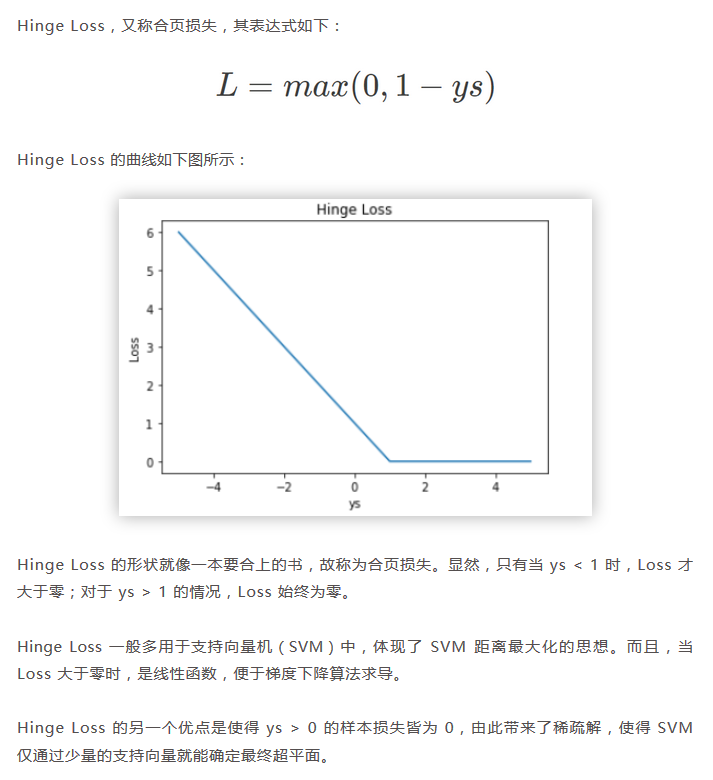 Hinge Loss，又称合页损失，其表达式如下：
L = max(0, 1 − ys)
Hinge Loss 的曲线如下图所示：
Hinge Loss
6
5
4
3
2
1
0
Loss
−4 −2 0 2 4
ys
Hinge Loss 的形状就像一本要合上的书，故称为合页损失。显然，只有当 ys < 1 时，Loss 才
大于零；对于 ys > 1 的情况，Loss 始终为零。
Hinge Loss 一般多用于支持向量机（SVM）中，体现了 SVM 距离最大化的思想。而且，当
Loss 大于零时，是线性函数，便于梯度下降算法求导。
Hinge Loss 的另一个优点是使得 ys > 0 的样本损失皆为 0，由此带来了稀疏解，使得 SVM
仅通过少量的支持向量就能确定最终超平面。